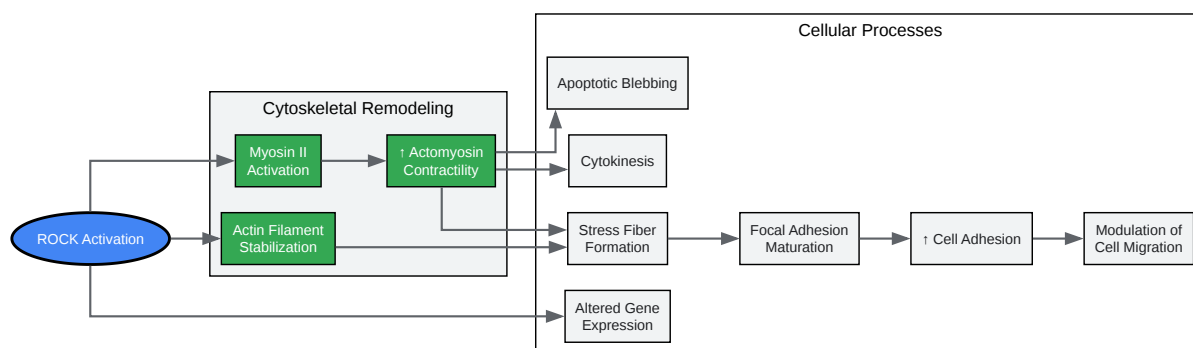 Cellular Processes
Apoptotic Blebbing
Cytoskeletal Remodeling
Myosin II
Activation
↑ Actomyosin
Contractility
Cytokinesis
ROCK Activation
Actin Filament
Stabilization
Stress Fiber
Formation
Focal Adhesion
Maturation
↑ Cell Adhesion
Modulation of
Cell Migration
Altered Gene
Expression